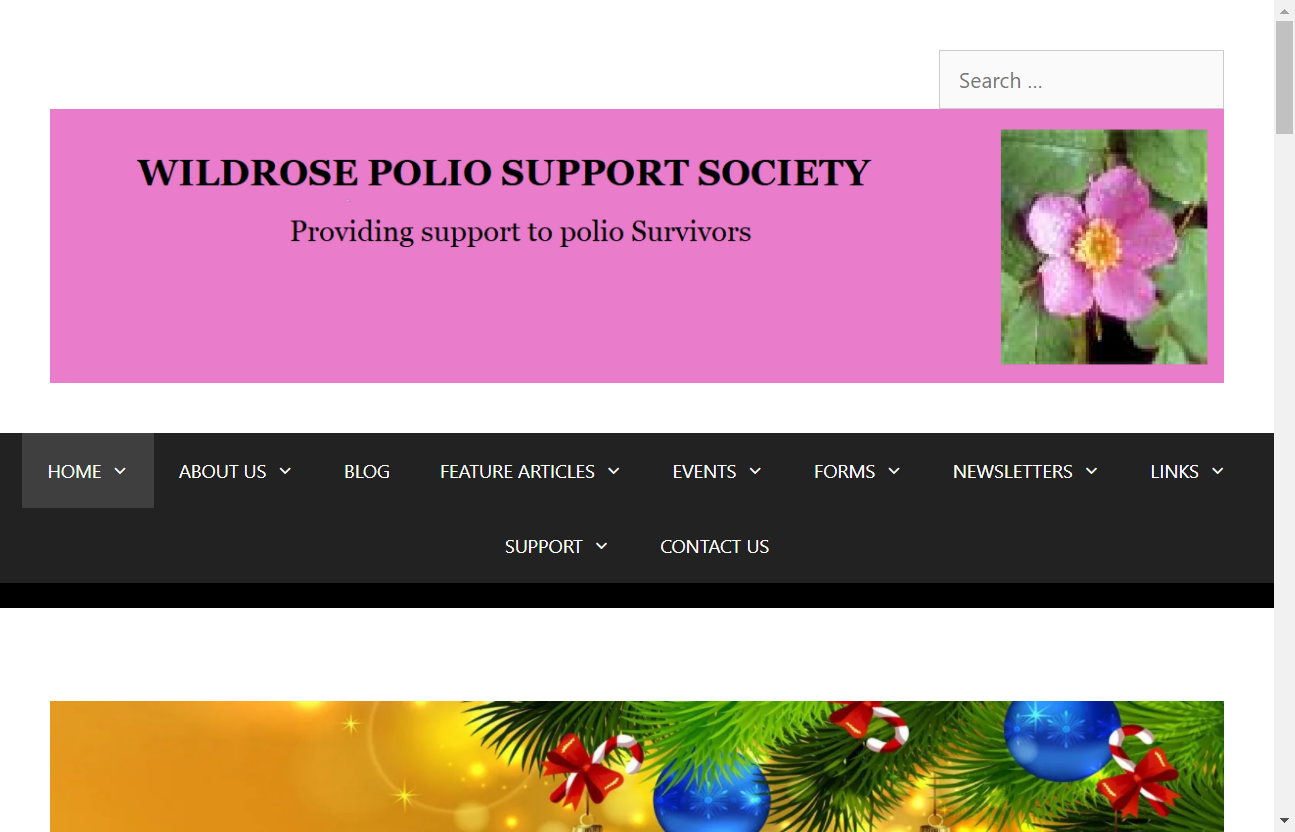 Search ...
WILDROSE POLIO SUPPORT SOCIETY
Providing support to polio Survivors
HOME ABOUT US BLOG FEATURE ARTICLES EVENTS FORMS NEWSLETTERS LINKS
SUPPORT CONTACT US